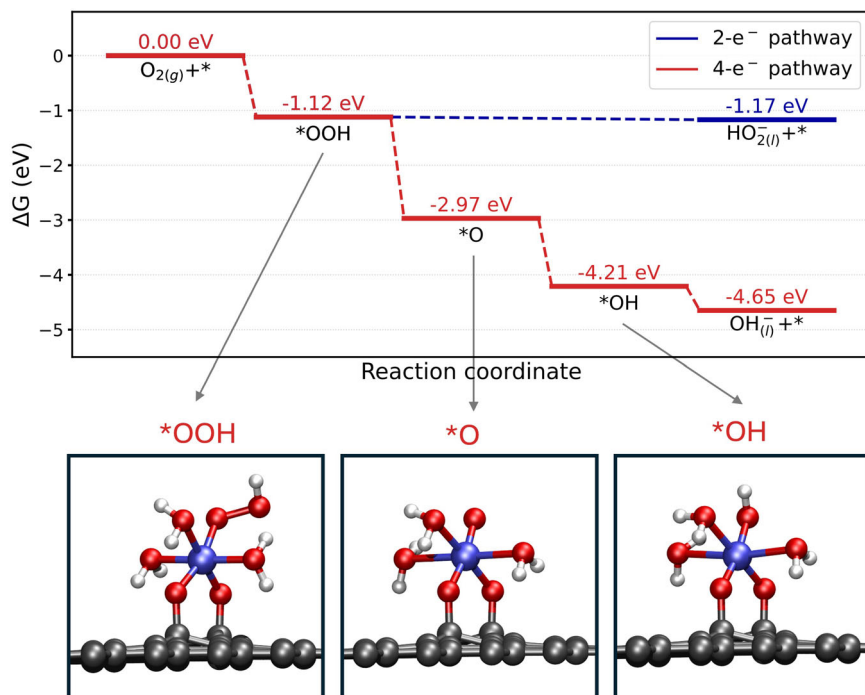 2-e⁻ pathway
4-e⁻ pathway
0
−1
−2
−3
−4
−5
ΔG (eV)
0.00 eV
O₂₍g₎+*
-1.12 eV
*OOH
-1.17 eV
HO₂⁻₍l₎+*
-2.97 eV
*O
-4.21 eV
*OH
-4.65 eV
OH⁻₍l₎+*
Reaction coordinate
*OOH
*O
*OH